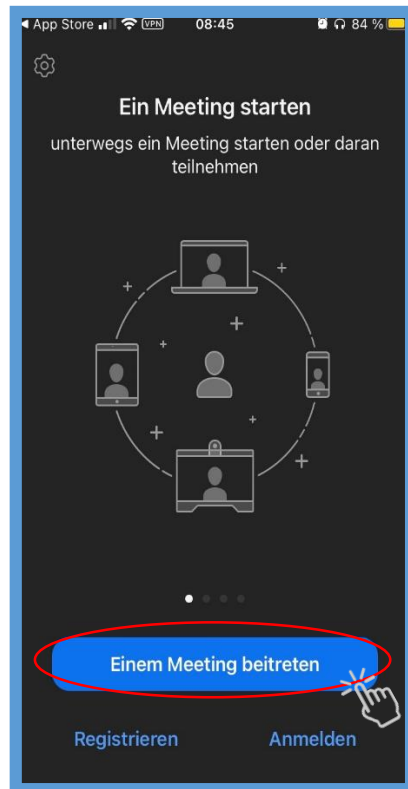 App Store VPN 08:45 84 %
Ein Meeting starten
unterwegs ein Meeting starten oder daran
teilnehmen
Einem Meeting beitreten
Registrieren Anmelden